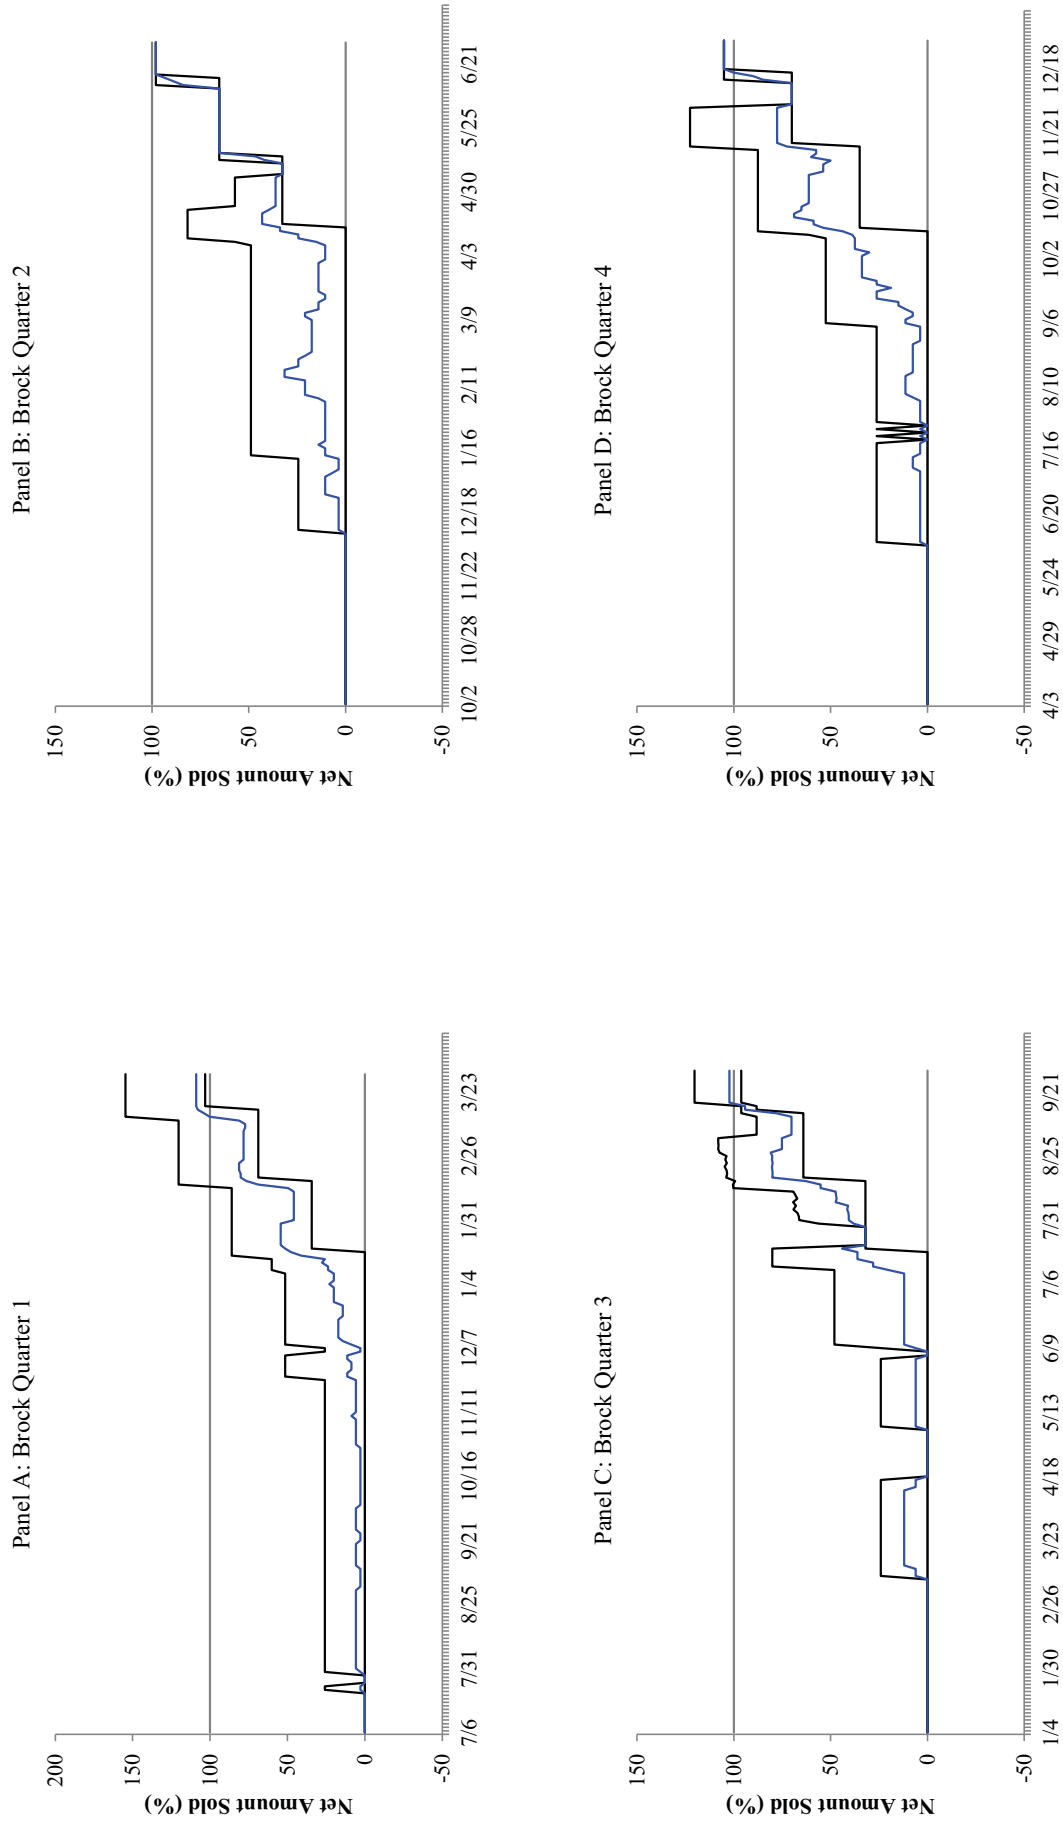 Panel A: Brock Quarter 1
Net Amount Sold (%)
200
150
100
50
0
-50
7/6 7/31 8/25 9/21 10/16 11/11 12/7 1/4 1/31 2/26 3/23
Panel B: Brock Quarter 2
Net Amount Sold (%)
150
100
50
0
-50
10/2 10/28 11/22 12/18 1/16 2/11 3/9 4/3 4/30 5/25 6/21
Panel C: Brock Quarter 3
Net Amount Sold (%)
150
100
50
0
-50
1/4 1/30 2/26 3/23 4/18 5/13 6/9 7/6 7/31 8/25 9/21
Panel D: Brock Quarter 4
Net Amount Sold (%)
150
100
50
0
-50
4/3 4/29 5/24 6/20 7/16 8/10 9/6 10/2 10/27 11/21 12/18